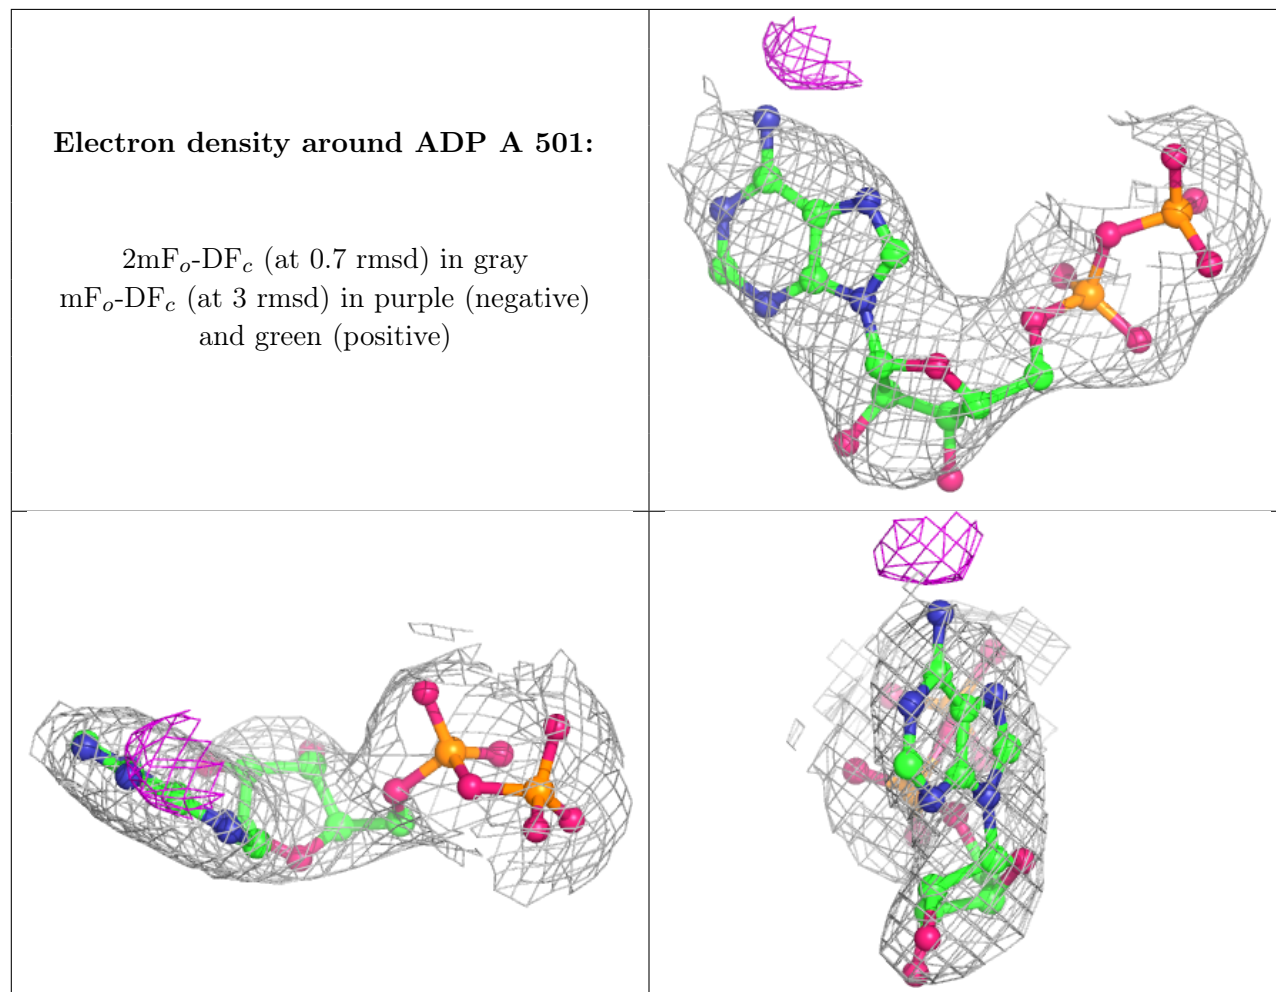 Electron density around ADP A 501:
2mFo-DFc (at 0.7 rmsd) in gray
mFo-DFc (at 3 rmsd) in purple (negative)
and green (positive)